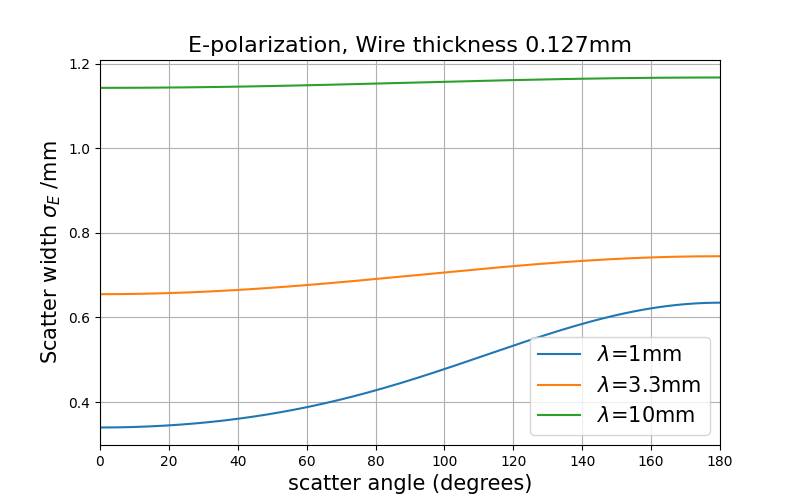 E-polarization, Wire thickness 0.127mm
Scatter width σ_E /mm
1.2
1.0
0.8
0.6
0.4
λ=1mm
λ=3.3mm
λ=10mm
0 20 40 60 80 100 120 140 160 180
scatter angle (degrees)